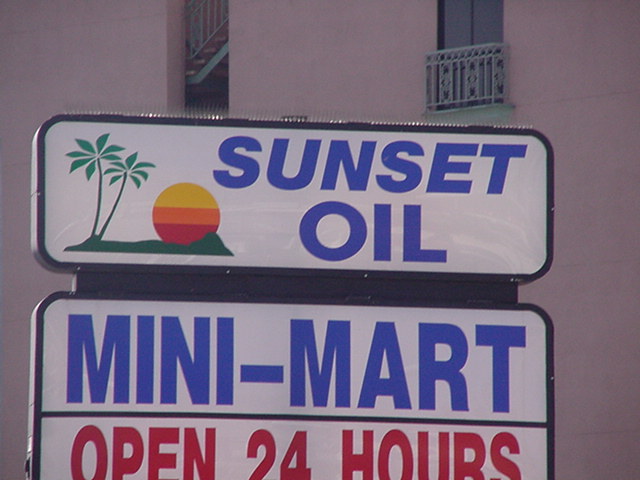 SUNSET
OIL
MINI-MART
OPEN 24 HOURS